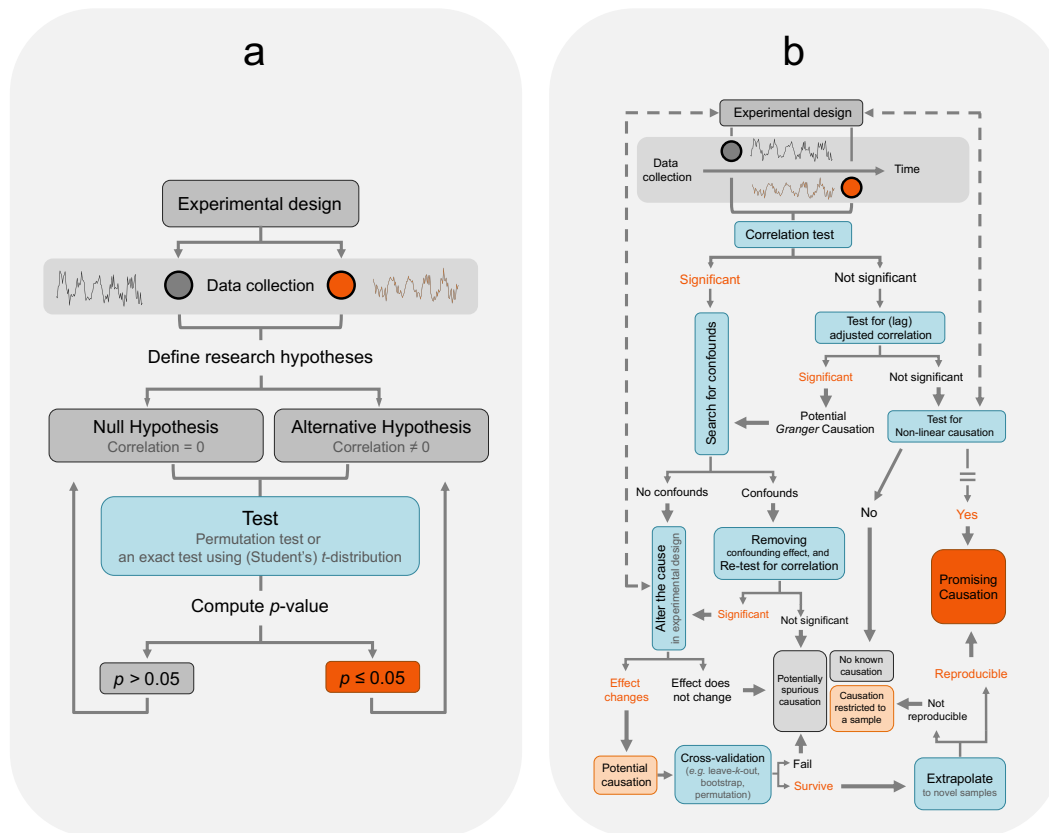 a
Experimental design
Data collection
Define research hypotheses
Null Hypothesis
Correlation = 0
Alternative Hypothesis
Correlation ≠ 0
Test
Permutation test or
an exact test using (Student's) t-distribution
Compute p-value
p > 0.05
p ≤ 0.05
b
Experimental design
Data
collection
Time
Correlation test
Significant
Not significant
Search for confounds
Test for (lag)
adjusted correlation
Significant
Not significant
Potential
Granger Causation
Test for
Non-linear causation
No confounds
Confounds
No
Yes
Alter the cause
in experimental design
Removing
confounding effect, and
Re-test for correlation
Promising
Causation
Significant
Not significant
Effect
changes
Effect does
not change
Potentially
spurious
causation
No known
causation
Causation
restricted to
a sample
Reproducible
Not
reproducible
Potential
causation
Cross-validation
(e.g. leave-k-out,
bootstrap,
permutation)
Fail
Survive
Extrapolate
to novel samples